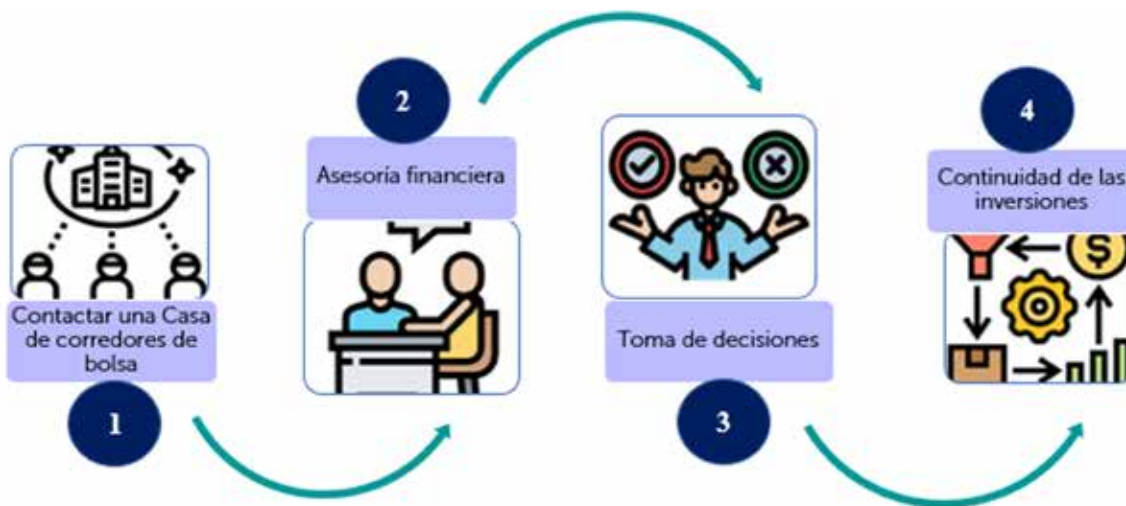 Contactar una Casa
de corredores de
bolsa
1
2
Asesoría financiera
Toma de decisiones
3
4
Continuidad de las
inversiones
$